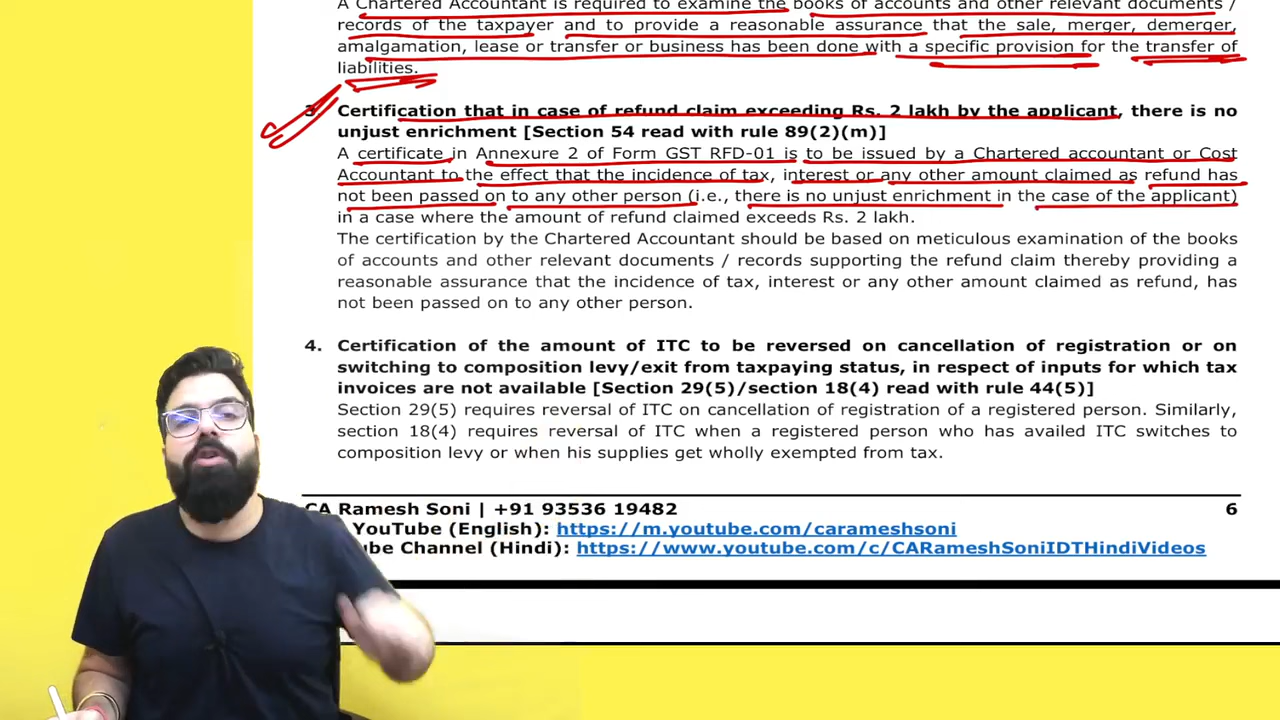 A Chartered Accountant is required to examine the books of accounts and other relevant documents /
records of the taxpayer and to provide a reasonable assurance that the sale, merger, demerger,
amalgamation, lease or transfer or business has been done with a specific provision for the transfer of
liabilities.
3. Certification that in case of refund claim exceeding Rs. 2 lakh by the applicant, there is no
unjust enrichment [Section 54 read with rule 89(2)(m)]
A certificate in Annexure 2 of Form GST RFD-01 is to be issued by a Chartered accountant or Cost
Accountant to the effect that the incidence of tax, interest or any other amount claimed as refund has
not been passed on to any other person (i.e., there is no unjust enrichment in the case of the applicant)
in a case where the amount of refund claimed exceeds Rs. 2 lakh.
The certification by the Chartered Accountant should be based on meticulous examination of the books
of accounts and other relevant documents / records supporting the refund claim thereby providing a
reasonable assurance that the incidence of tax, interest or any other amount claimed as refund, has
not been passed on to any other person.
4. Certification of the amount of ITC to be reversed on cancellation of registration or on
switching to composition levy/exit from taxpaying status, in respect of inputs for which tax
invoices are not available [Section 29(5)/section 18(4) read with rule 44(5)]
Section 29(5) requires reversal of ITC on cancellation of registration of a registered person. Similarly,
section 18(4) requires reversal of ITC when a registered person who has availed ITC switches to
composition levy or when his supplies get wholly exempted from tax.
CA Ramesh Soni | +91 93536 19482 6
YouTube (English): https://m.youtube.com/carameshsoni
ube Channel (Hindi): https://www.youtube.com/c/CARameshSoniIDTHindiVideos